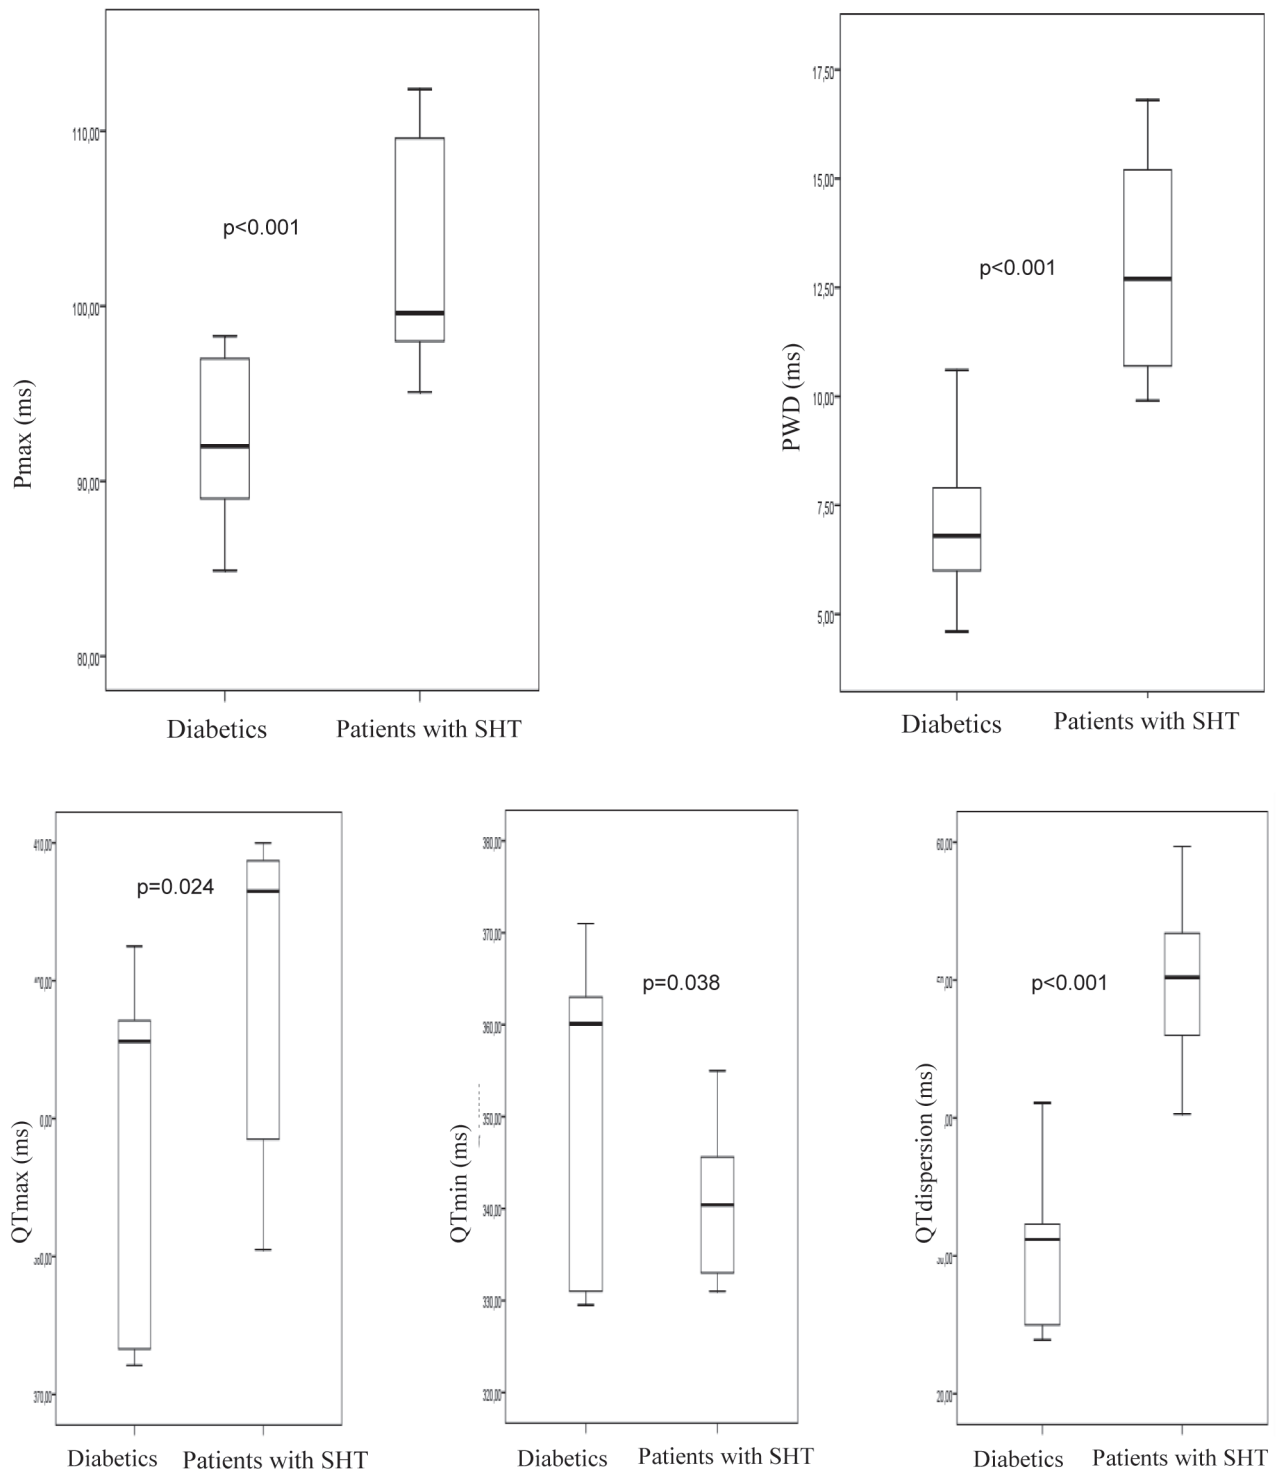 110,00
p<0.001
100,00
Pmax (ms)
90,00
80,00
Diabetics
Patients with SHT
17,50
15,00
p<0.001
12,50
PWD (ms)
10,00
7,50
5,00
Diabetics
Patients with SHT
410,00
p=0.024
QTmax (ms)
370,00
Diabetics
Patients with SHT
380,00
370,00
p=0.038
360,00
350,00
QTmin (ms)
340,00
330,00
320,00
Diabetics
Patients with SHT
60,00
p<0.001
QTdispersion (ms)
20,00
Diabetics
Patients with SHT